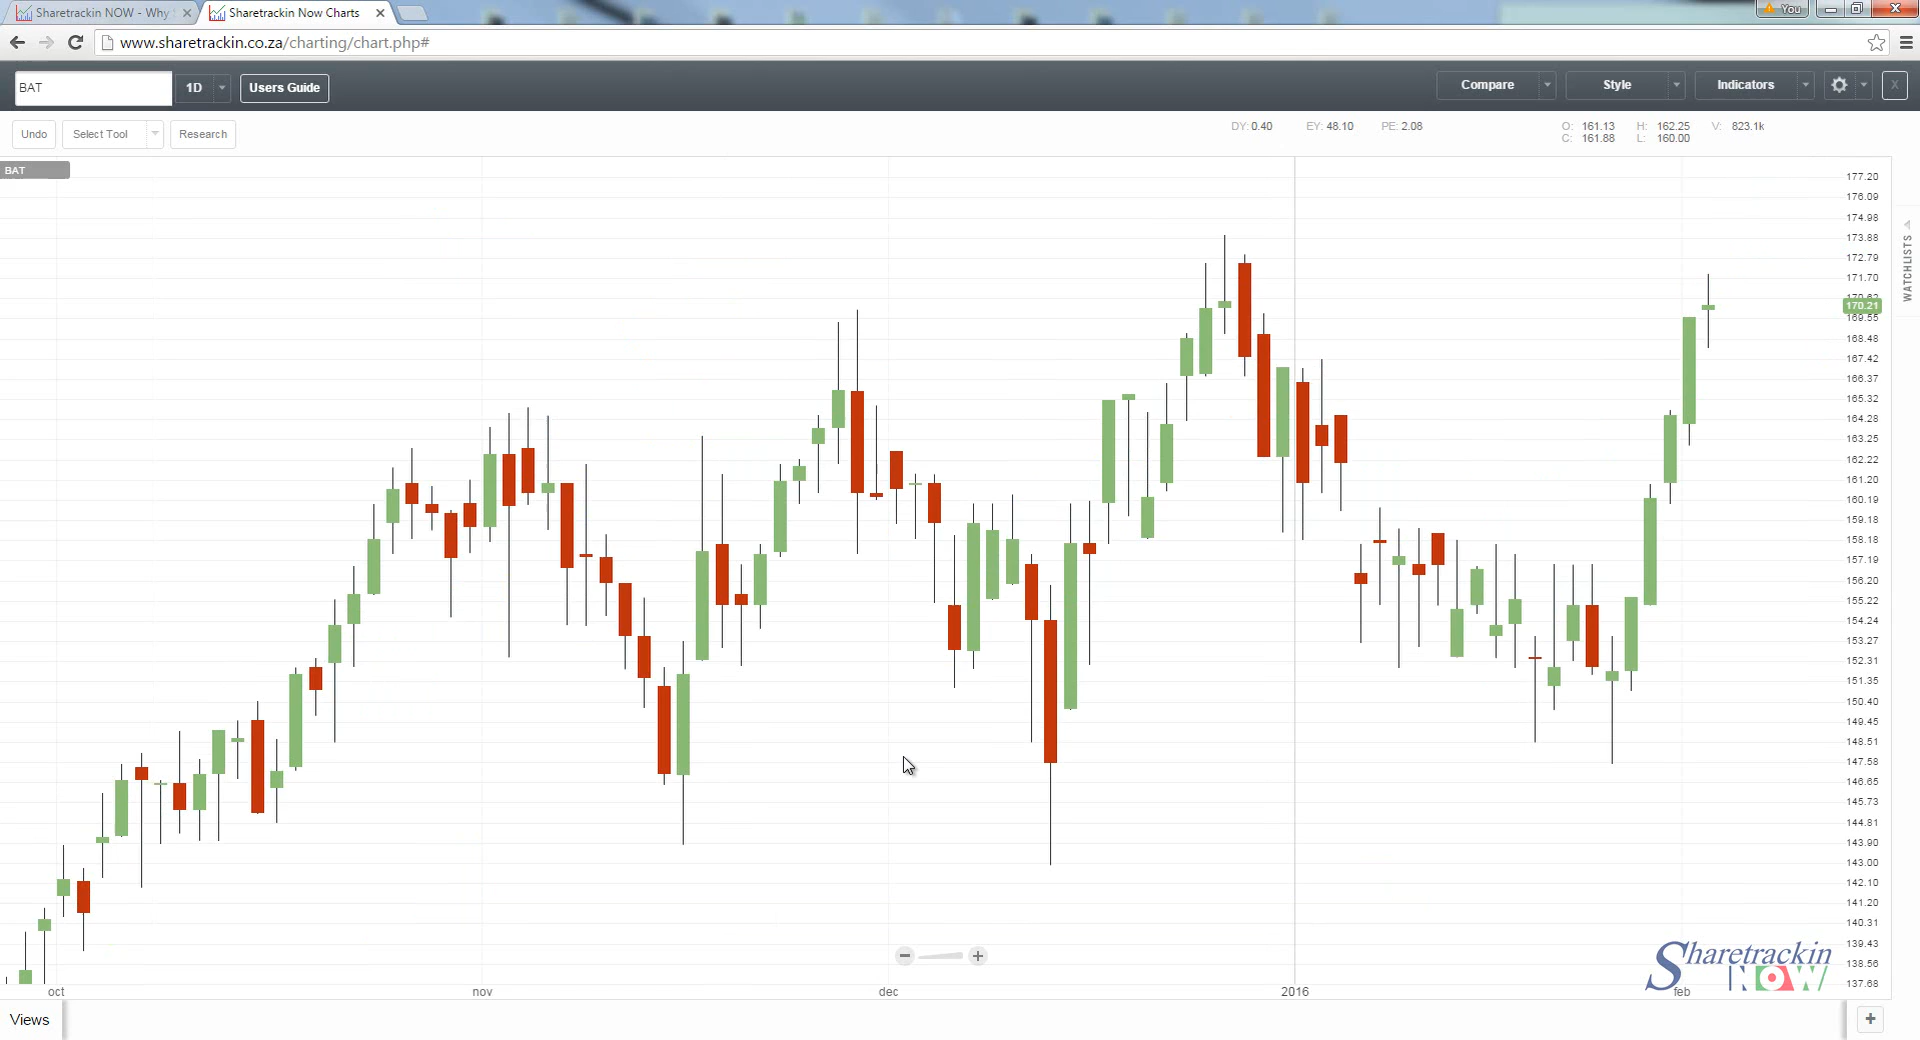 Sharetrackin NOW - Why
Sharetrackin Now Charts
You
www.sharetrackin.co.za/charting/chart.php#
BAT
1D
Users Guide
Compare
Style
Indicators
X
Undo
Select Tool
Research
DY: 0.40
EY: 48.10
PE: 2.08
O: 161.13 H: 162.25 V: 823.1k
C: 161.88 L: 160.00
BAT
WATCHLISTS
177.20
176.09
174.98
173.88
172.79
171.70
170.21
169.55
168.48
167.42
166.37
165.32
164.28
163.25
162.22
161.20
160.19
159.18
158.18
157.19
156.20
155.22
154.24
153.27
152.31
151.35
150.40
149.45
148.51
147.58
146.65
145.73
144.81
143.90
143.00
142.10
141.20
140.31
139.43
138.56
137.68
Sharetrackin
NOW
oct
nov
dec
2016
feb
Views